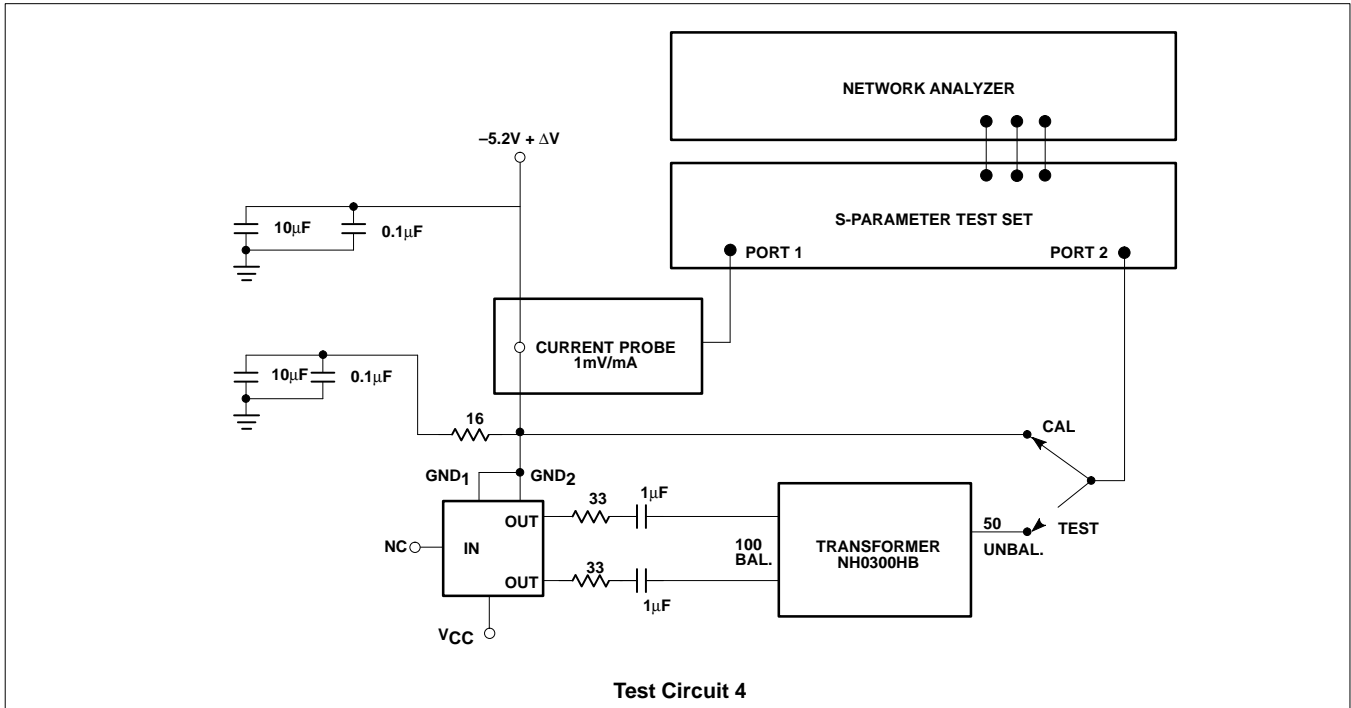 NETWORK ANALYZER
–5.2V + ΔV
S-PARAMETER TEST SET
10μF
0.1μF
PORT 1
PORT 2
CURRENT PROBE
1mV/mA
10μF
0.1μF
16
CAL
GND1
GND2
33
1μF
OUT
50
TEST
NC
IN
100
BAL.
TRANSFORMER
NH0300HB
UNBAL.
OUT
33
1μF
VCC
Test Circuit 4